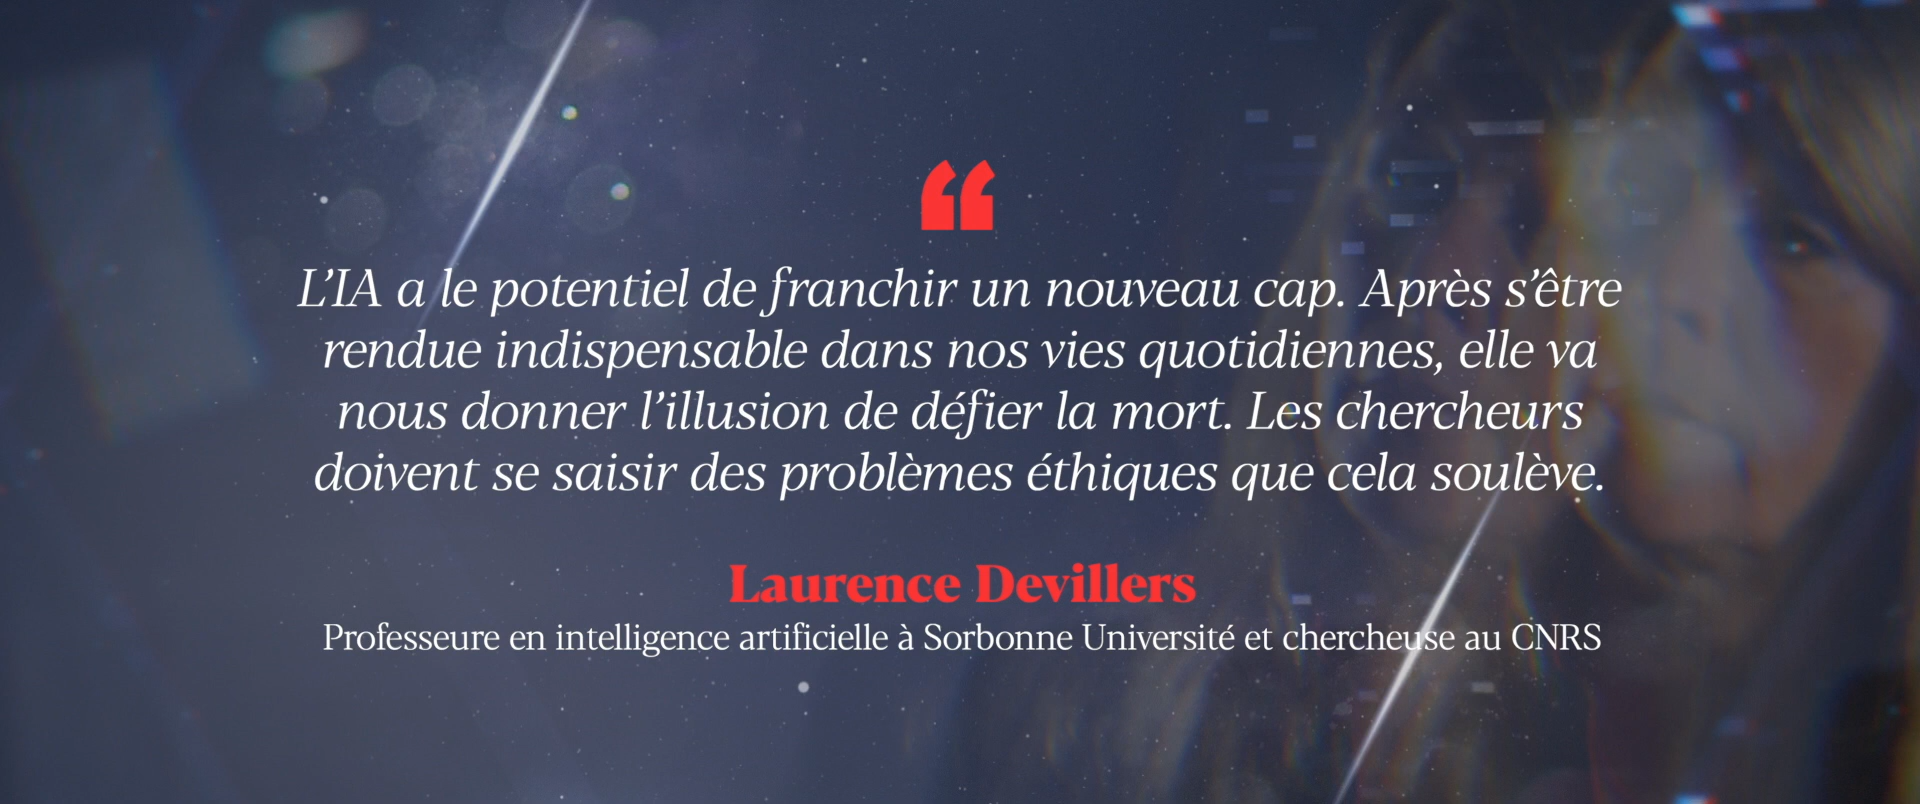 “
L’IA a le potentiel de franchir un nouveau cap. Après s’être
rendue indispensable dans nos vies quotidiennes, elle va
nous donner l’illusion de défier la mort. Les chercheurs
doivent se saisir des problèmes éthiques que cela soulève.
Laurence Devillers
Professeure en intelligence artificielle à Sorbonne Université et chercheuse au CNRS